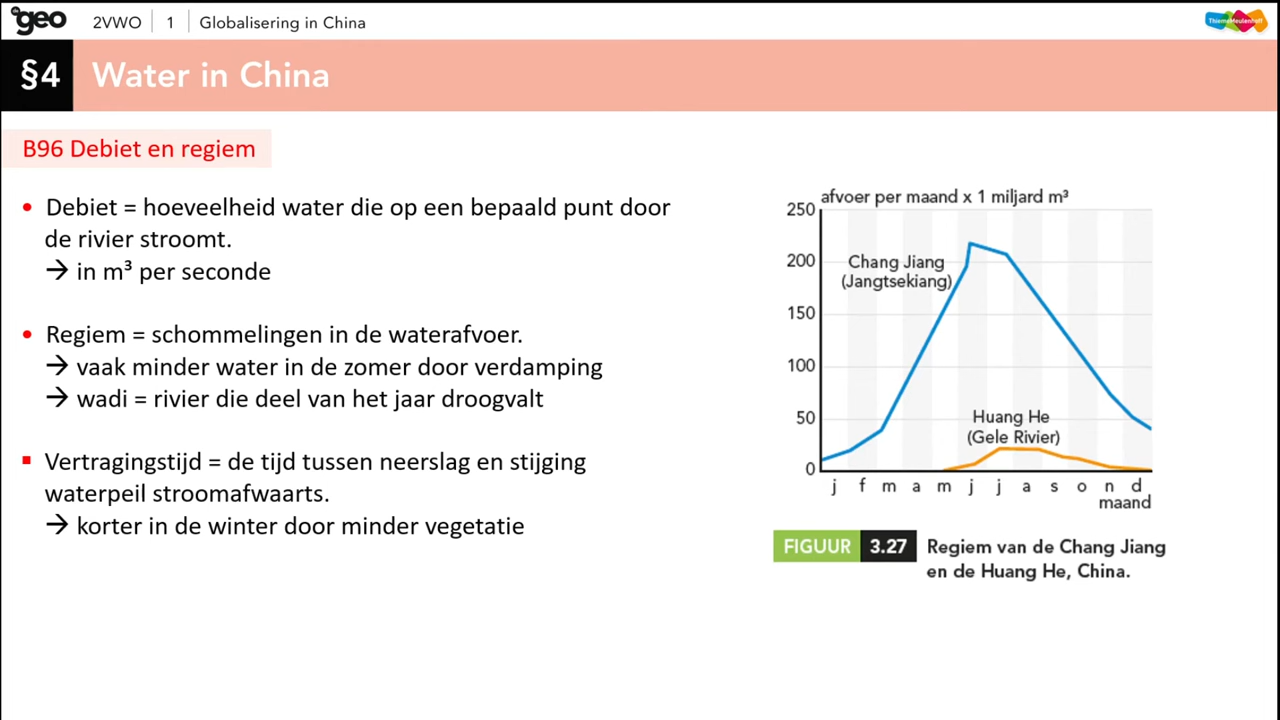 de geo
2VWO | 1 | Globalisering in China
ThiemeMeulenhoff
§4 Water in China
B96 Debiet en regiem
• Debiet = hoeveelheid water die op een bepaald punt door
de rivier stroomt.
→ in m³ per seconde
• Regiem = schommelingen in de waterafvoer.
→ vaak minder water in de zomer door verdamping
→ wadi = rivier die deel van het jaar droogvalt
▪ Vertragingstijd = de tijd tussen neerslag en stijging
waterpeil stroomafwaarts.
→ korter in de winter door minder vegetatie
afvoer per maand x 1 miljard m³
250
200
150
100
50
0
Chang Jiang
(Jangtsekiang)
Huang He
(Gele Rivier)
j f m a m j j a s o n d
maand
FIGUUR 3.27 Regiem van de Chang Jiang
en de Huang He, China.